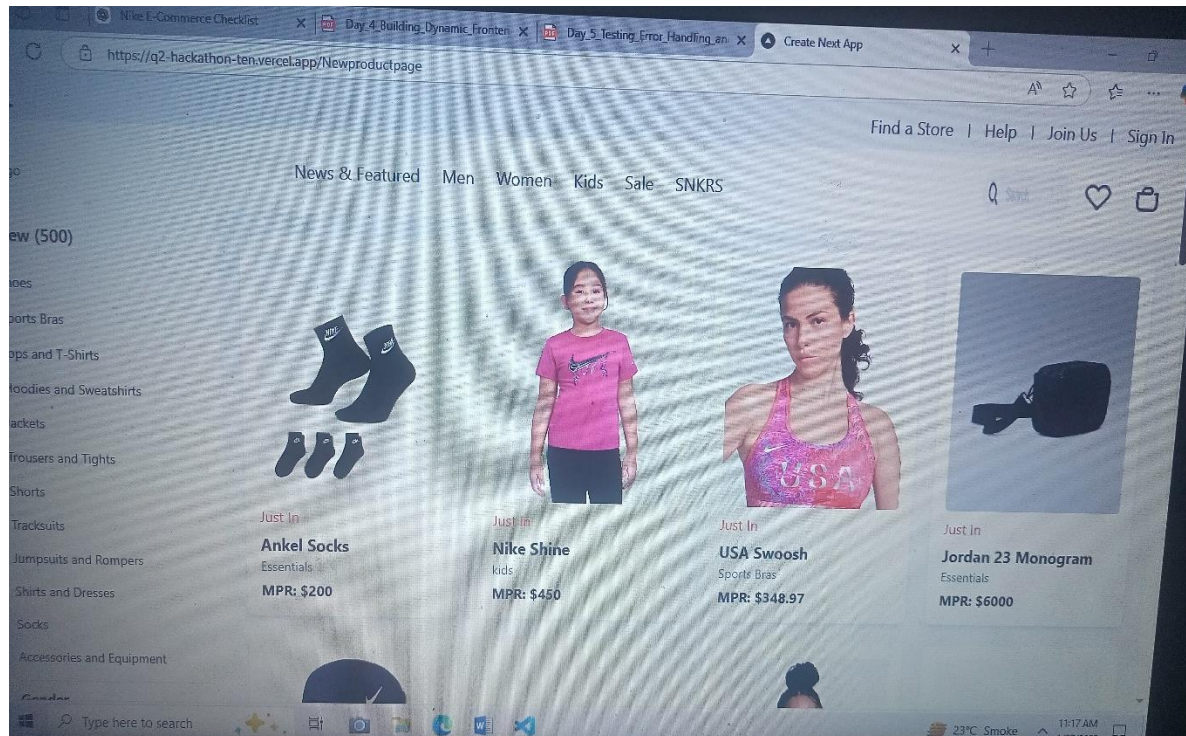 Nike E-Commerce Checklist
Day_4_Building_Dynamic_Fronten
Day_5_Testing_Error_Handling_an
Create Next App
https://q2-hackathon-ten.vercel.app/Newproductpage
Find a Store | Help | Join Us | Sign In
News & Featured Men Women Kids Sale SNKRS
Search
ew (500)
oes
ports Bras
ops and T-Shirts
Hoodies and Sweatshirts
ackets
Trousers and Tights
Shorts
Tracksuits
Jumpsuits and Rompers
Shirts and Dresses
Socks
Accessories and Equipment
Gender
NIKE
USA
Just In
Ankel Socks
Essentials
MPR: $200
Just In
Nike Shine
kids
MPR: $450
Just In
USA Swoosh
Sports Bras
MPR: $348.97
Just In
Jordan 23 Monogram
Essentials
MPR: $6000
Type here to search
23°C Smoke
11:17 AM